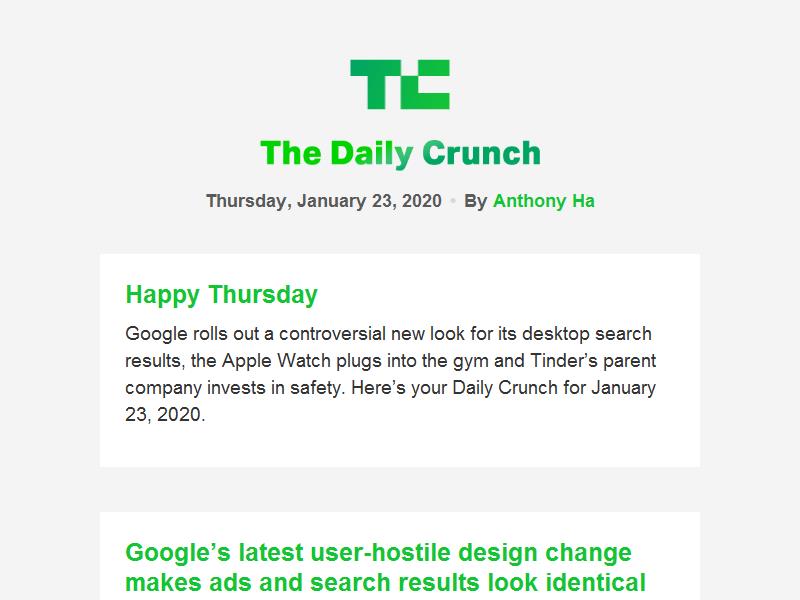 TC
The Daily Crunch
Thursday, January 23, 2020 • By Anthony Ha
Happy Thursday
Google rolls out a controversial new look for its desktop search
results, the Apple Watch plugs into the gym and Tinder’s parent
company invests in safety. Here’s your Daily Crunch for January
23, 2020.
Google’s latest user-hostile design change
makes ads and search results look identical